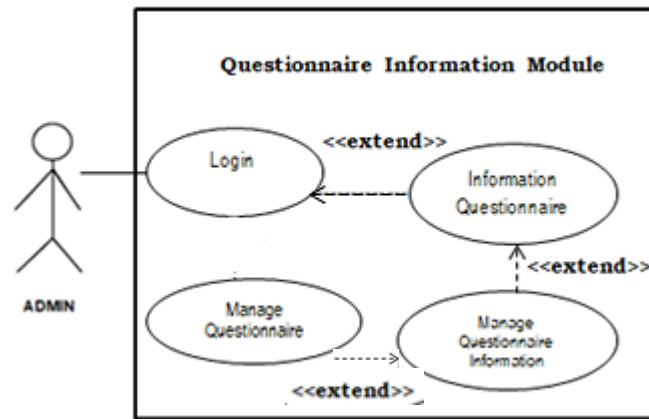 Questionnaire Information Module
<<extend>>
Login
Information
Questionnaire
<<extend>>
ADMIN
Manage
Questionnaire
Manage
Questionnaire
Information
<<extend>>